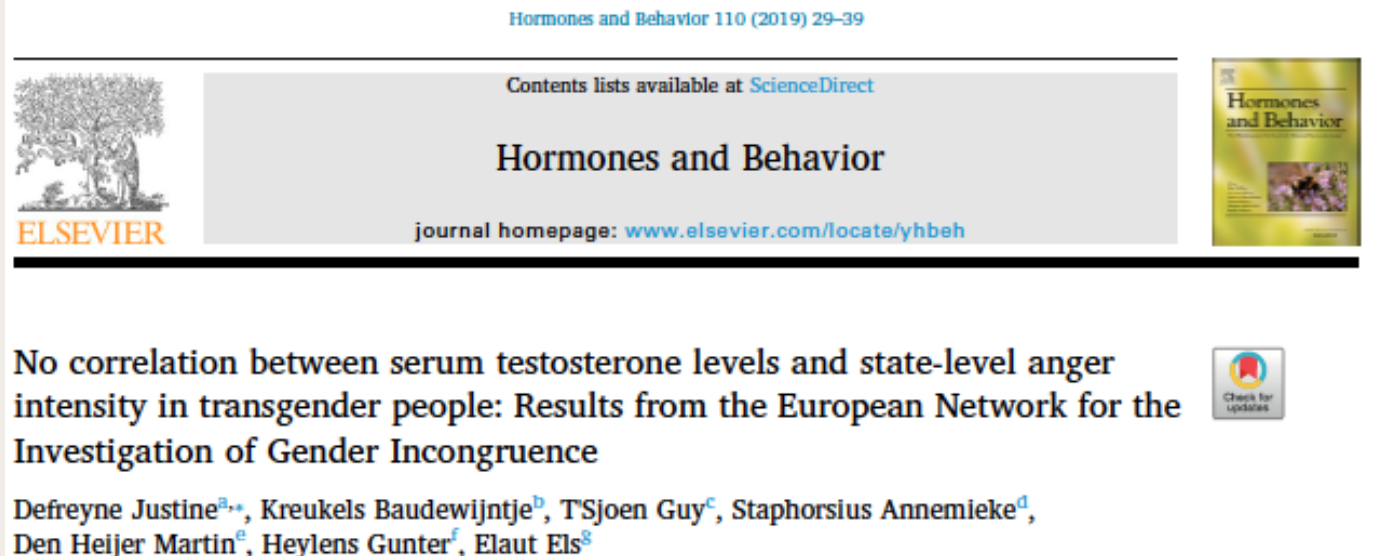 Hormones and Behavior 110 (2019) 29–39
Contents lists available at ScienceDirect
Hormones and Behavior
journal homepage: www.elsevier.com/locate/yhbeh
ELSEVIER
Hormones
and Behavior
No correlation between serum testosterone levels and state-level anger
intensity in transgender people: Results from the European Network for the
Investigation of Gender Incongruence
Check for
updates
Defreyne Justineᵃ,*, Kreukels Baudewijntjeᵇ, T'Sjoen Guyᶜ, Staphorsius Annemiekeᵈ,
Den Heijer Martinᵉ, Heylens Gunterᶠ, Elaut Elsᵍ